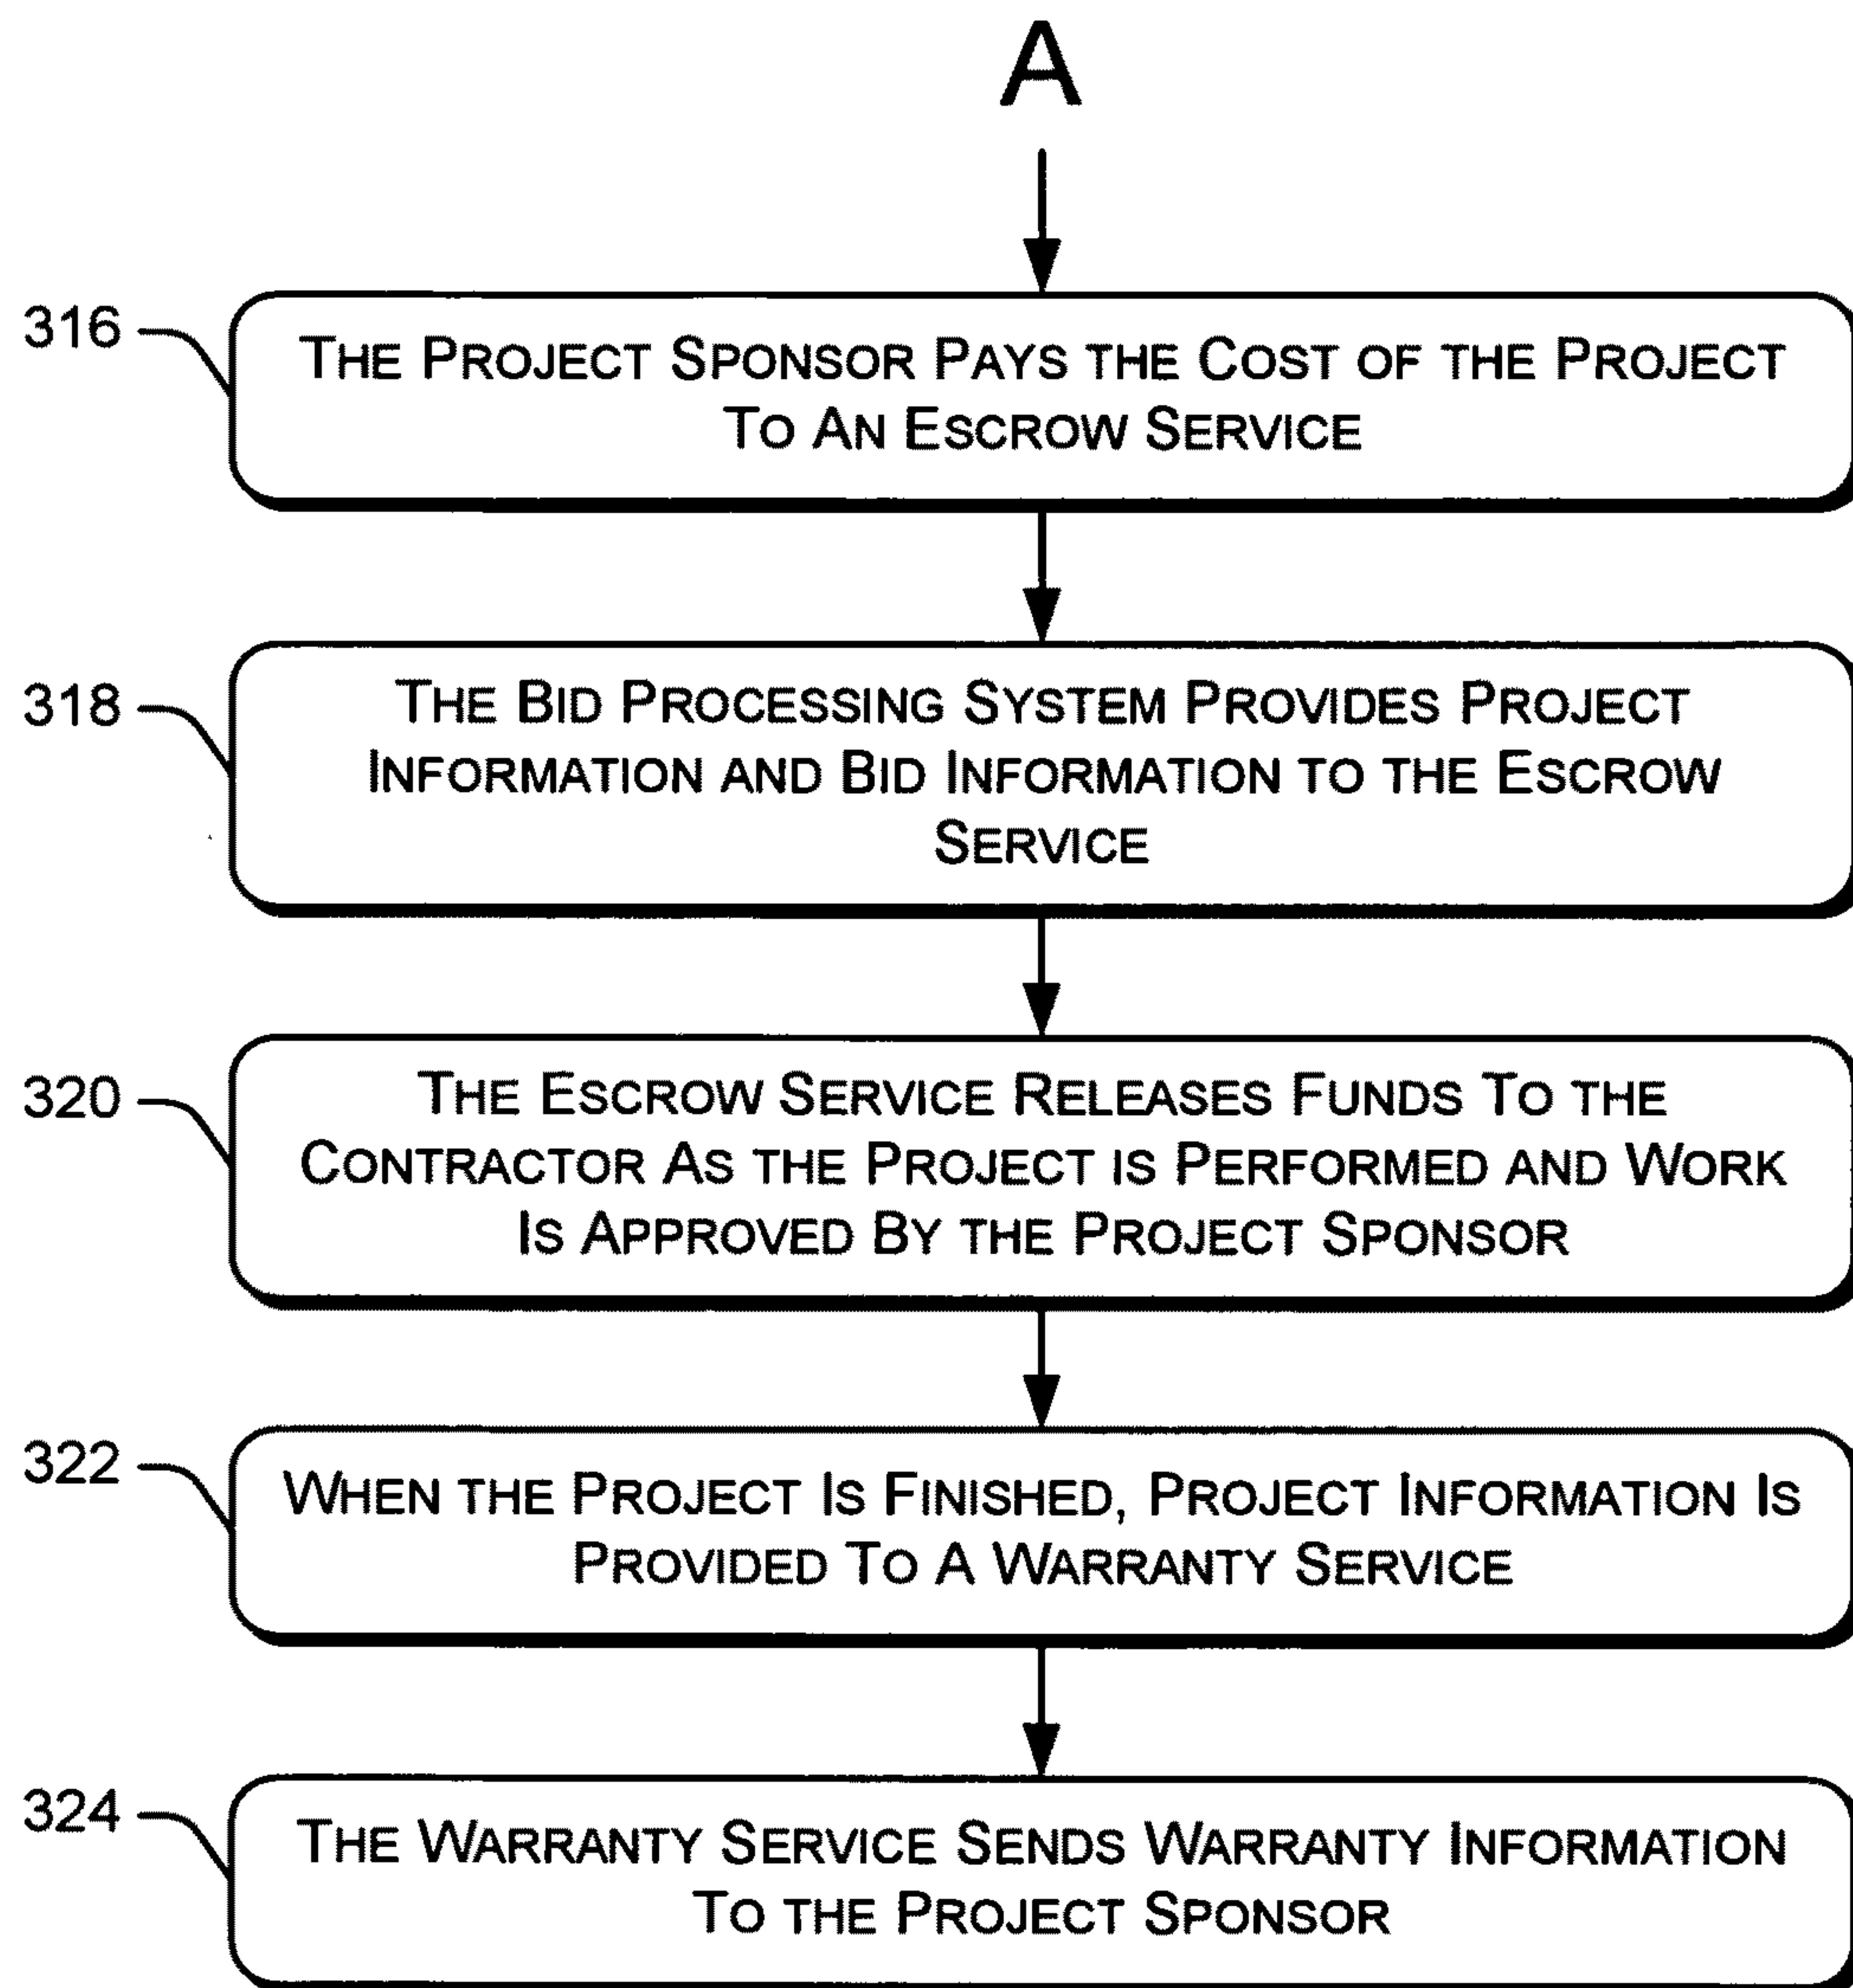 A
316
THE PROJECT SPONSOR PAYS THE COST OF THE PROJECT
TO AN ESCROW SERVICE
318
THE BID PROCESSING SYSTEM PROVIDES PROJECT
INFORMATION AND BID INFORMATION TO THE ESCROW
SERVICE
320
THE ESCROW SERVICE RELEASES FUNDS TO THE
CONTRACTOR AS THE PROJECT IS PERFORMED AND WORK
IS APPROVED BY THE PROJECT SPONSOR
322
WHEN THE PROJECT IS FINISHED, PROJECT INFORMATION IS
PROVIDED TO A WARRANTY SERVICE
324
THE WARRANTY SERVICE SENDS WARRANTY INFORMATION
TO THE PROJECT SPONSOR